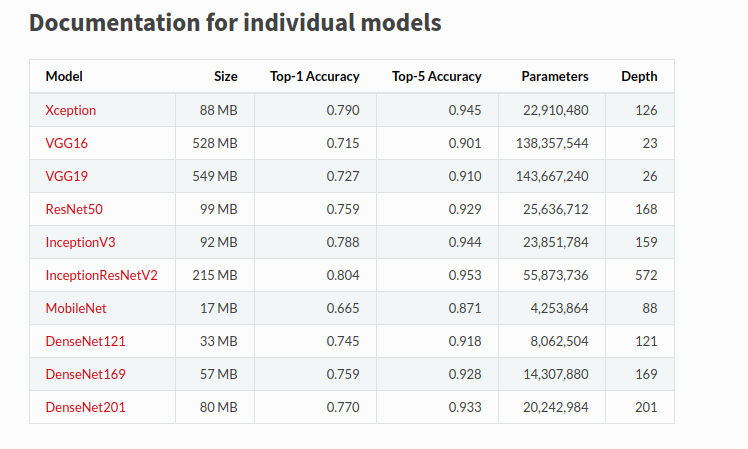 Documentation for individual models
Model Size Top-1 Accuracy Top-5 Accuracy Parameters Depth
Xception 88 MB 0.790 0.945 22,910,480 126
VGG16 528 MB 0.715 0.901 138,357,544 23
VGG19 549 MB 0.727 0.910 143,667,240 26
ResNet50 99 MB 0.759 0.929 25,636,712 168
InceptionV3 92 MB 0.788 0.944 23,851,784 159
InceptionResNetV2 215 MB 0.804 0.953 55,873,736 572
MobileNet 17 MB 0.665 0.871 4,253,864 88
DenseNet121 33 MB 0.745 0.918 8,062,504 121
DenseNet169 57 MB 0.759 0.928 14,307,880 169
DenseNet201 80 MB 0.770 0.933 20,242,984 201